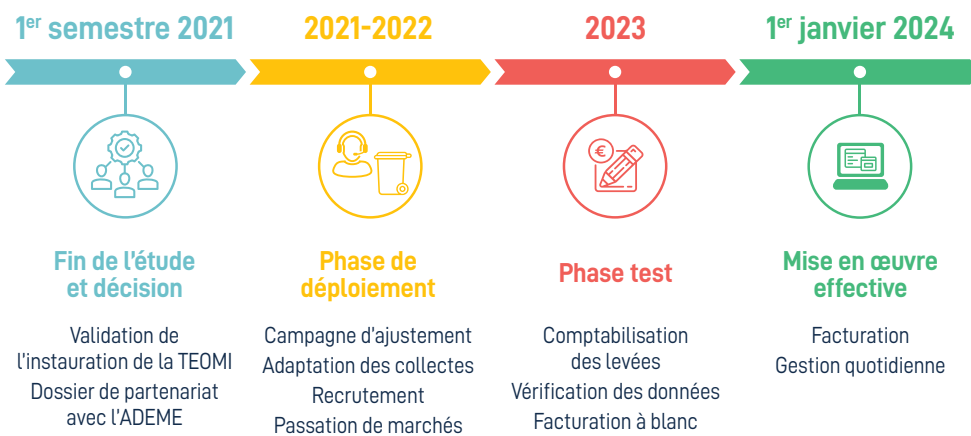 1er semestre 2021
2021-2022
2023
1er janvier 2024
€
Fin de l'étude
et décision
Validation de
l'instauration de la TEOMI
Dossier de partenariat
avec l'ADEME
Phase de
déploiement
Campagne d'ajustement
Adaptation des collectes
Recrutement
Passation de marchés
Phase test
Comptabilisation
des levées
Vérification des données
Facturation à blanc
Mise en œuvre
effective
Facturation
Gestion quotidienne